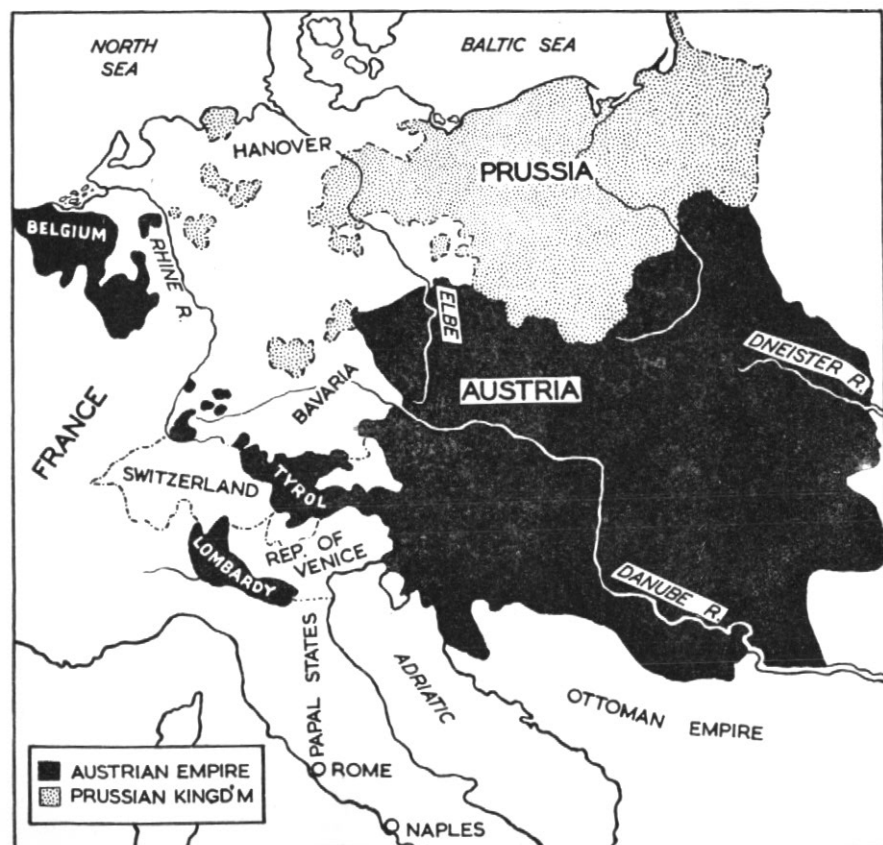 NORTH
SEA
BALTIC SEA
HANOVER
PRUSSIA
BELGIUM
RHINE R.
ELBE
DNEISTER R.
AUSTRIA
BAVARIA
FRANCE
SWITZERLAND
TYROL
REP. OF
VENICE
LOMBARDY
DANUBE R.
PAPAL STATES
ADRIATIC
OTTOMAN EMPIRE
AUSTRIAN EMPIRE
PRUSSIAN KINGD'M
ROME
NAPLES